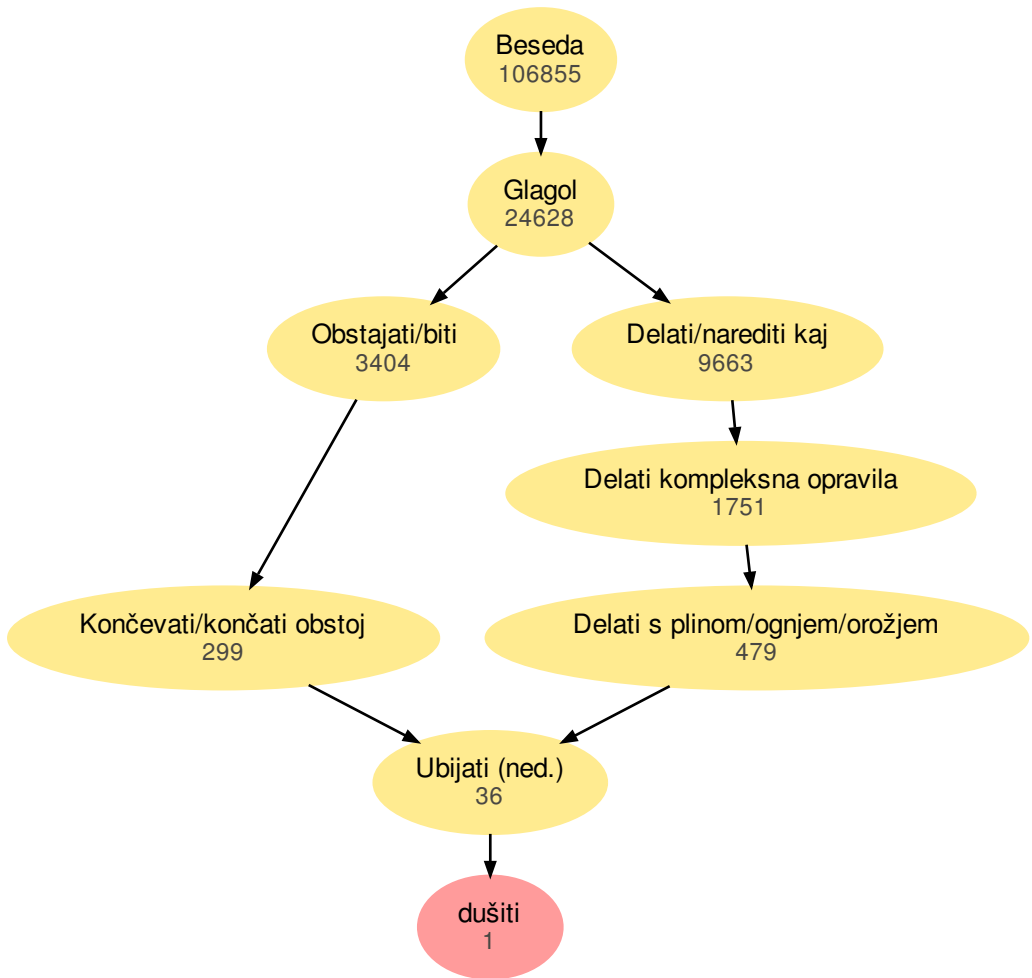 Beseda
106855
Glagol
24628
Obstajati/biti
3404
Delati/narediti kaj
9663
Delati kompleksna opravila
1751
Končevati/končati obstoj
299
Delati s plinom/ognjem/orožjem
479
Ubijati (ned.)
36
dušiti
1